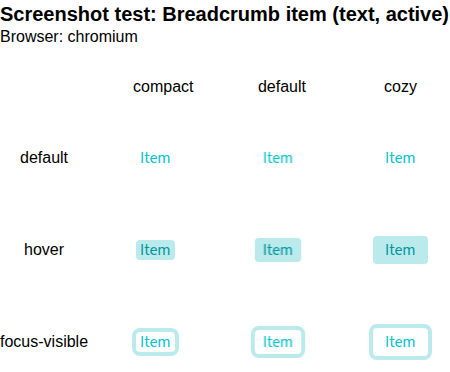 Screenshot test: Breadcrumb item (text, active)
Browser: chromium
compact default cozy
default Item Item Item
hover Item Item Item
focus-visible Item Item Item